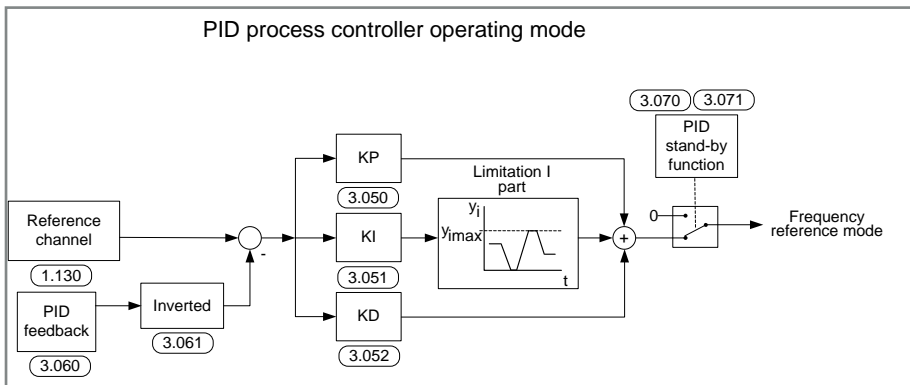 PID process controller operating mode
3.070
3.071
PID
stand-by
function
KP
3.050
Limitation I
part
yi
yimax
t
0
Frequency
reference mode
Reference
channel
1.130
-
KI
3.051
+
PID
feedback
3.060
Inverted
3.061
KD
3.052